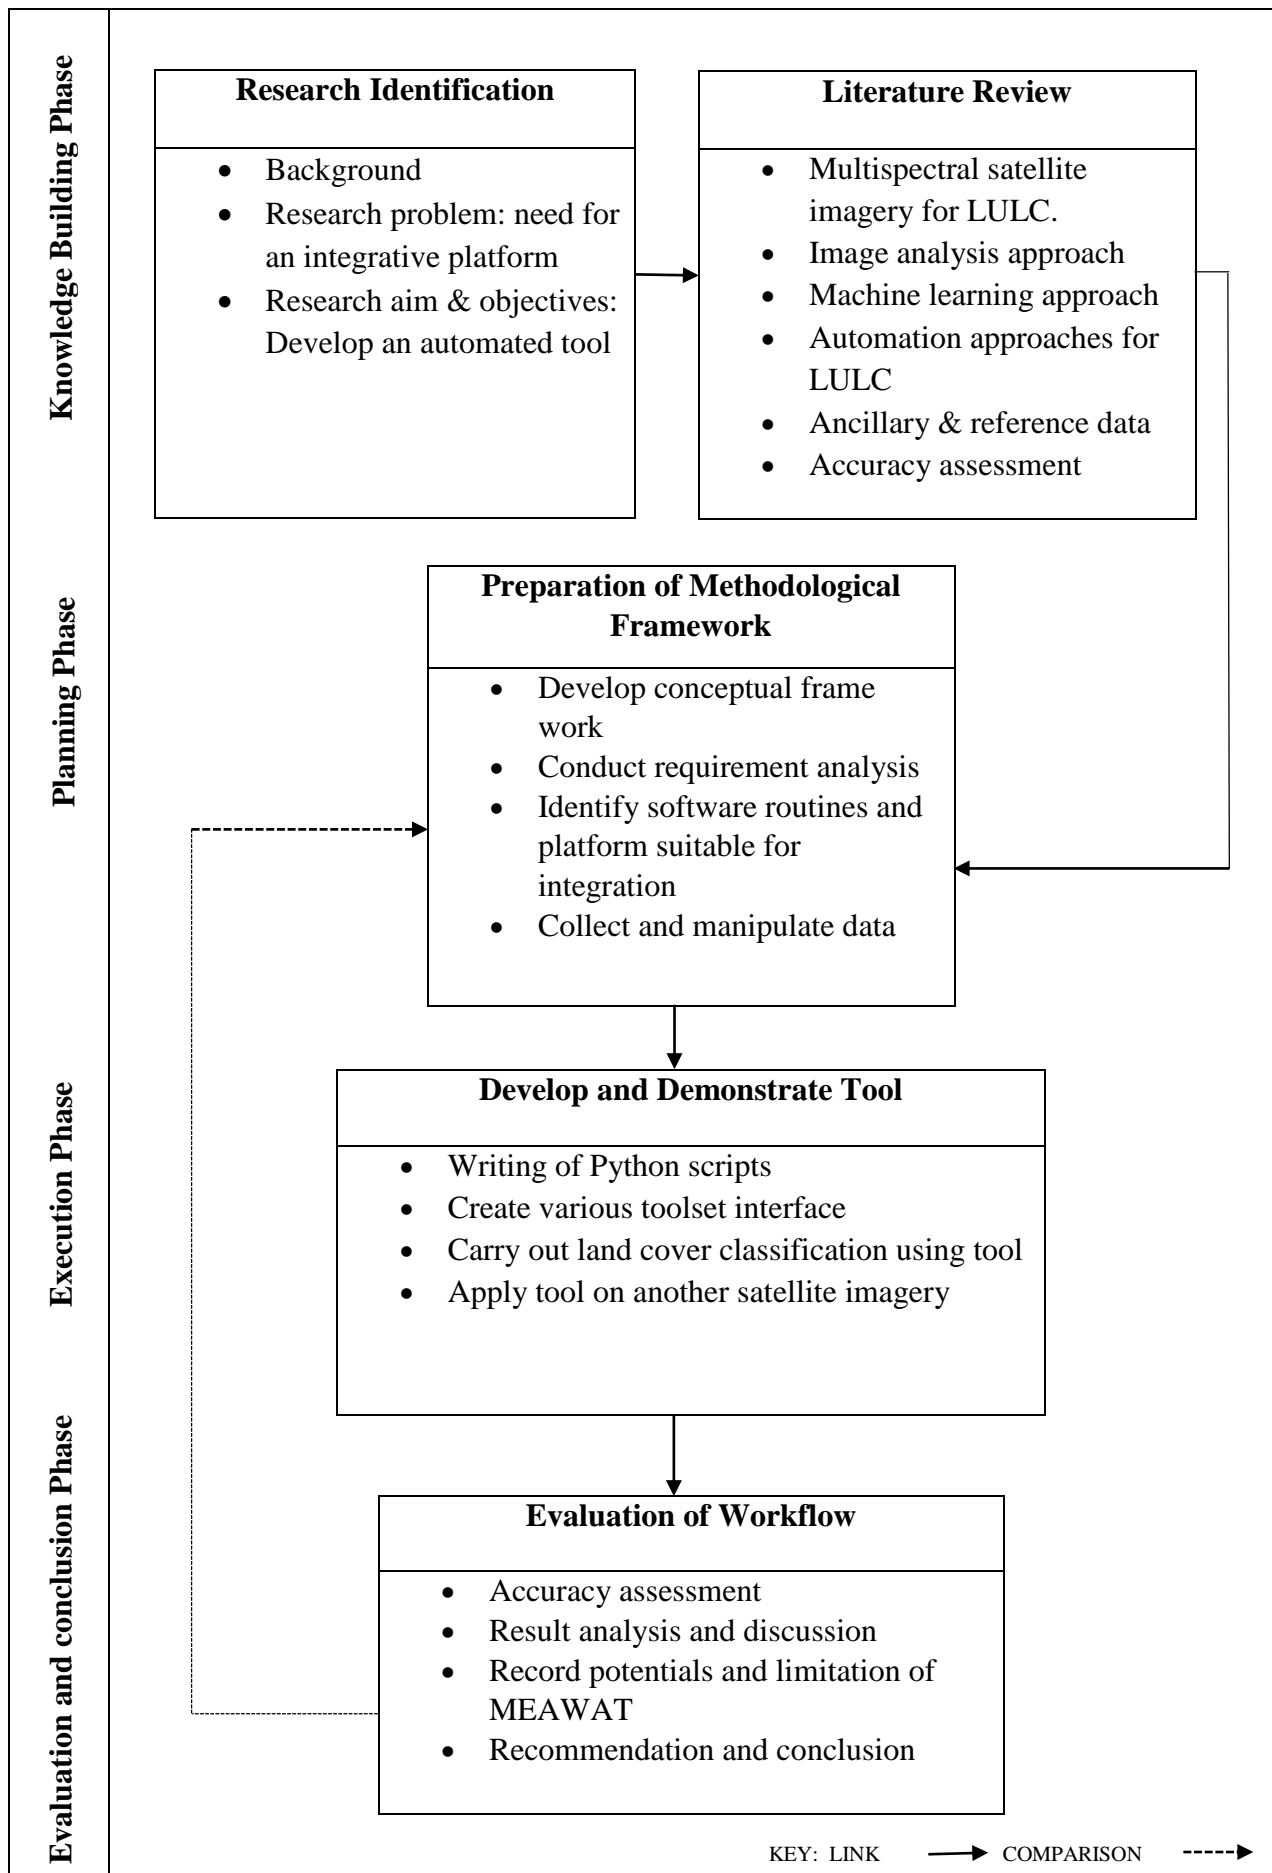 Knowledge Building Phase
Research Identification
• Background
• Research problem: need for
an integrative platform
• Research aim & objectives:
Develop an automated tool
Literature Review
• Multispectral satellite
imagery for LULC.
• Image analysis approach
• Machine learning approach
• Automation approaches for
LULC
• Ancillary & reference data
• Accuracy assessment
Planning Phase
Preparation of Methodological
Framework
• Develop conceptual frame
work
• Conduct requirement analysis
• Identify software routines and
platform suitable for
integration
• Collect and manipulate data
Execution Phase
Develop and Demonstrate Tool
• Writing of Python scripts
• Create various toolset interface
• Carry out land cover classification using tool
• Apply tool on another satellite imagery
Evaluation and conclusion Phase
Evaluation of Workflow
• Accuracy assessment
• Result analysis and discussion
• Record potentials and limitation of
MEAWAT
• Recommendation and conclusion
KEY: LINK COMPARISON